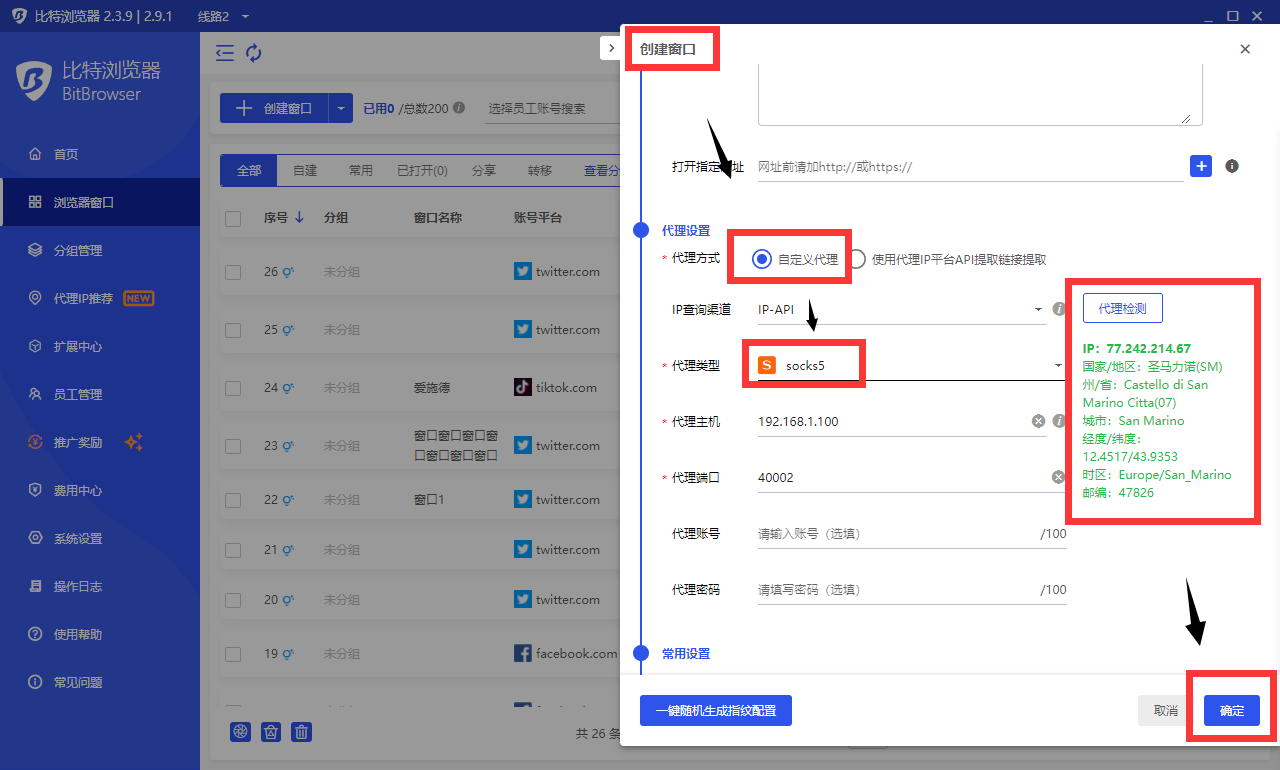 比特浏览器 2.3.9 | 2.9.1 线路2
比特浏览器
BitBrowser
首页
浏览器窗口
分组管理
代理IP推荐 NEW
扩展中心
员工管理
推广奖励
费用中心
系统设置
操作日志
使用帮助
常见问题
创建窗口 已用0 /总数200 选择员工账号搜索
全部 自建 常用 已打开(0) 分享 转移 查看分
序号 分组 窗口名称 账号平台
26 未分组 twitter.com
25 未分组 twitter.com
24 未分组 爱施德 tiktok.com
23 未分组 窗口窗口窗口窗口窗口窗口窗口 twitter.com
22 未分组 窗口1 twitter.com
21 未分组 twitter.com
20 未分组 twitter.com
19 未分组 facebook.com
共 26 条
创建窗口
打开指定 址 网址前请加http://或https://
代理设置
* 代理方式 自定义代理 使用代理IP平台API提取链接提取
IP查询渠道 IP-API
* 代理类型 S socks5
* 代理主机 192.168.1.100
* 代理端口 40002
代理账号 请输入账号（选填） /100
代理密码 请填写密码（选填） /100
代理检测
IP：77.242.214.67
国家/地区：圣马力诺(SM)
州/省：Castello di San
Marino Citta(07)
城市：San Marino
经度/纬度：
12.4517/43.9353
时区：Europe/San_Marino
邮编：47826
常用设置
一键随机生成指纹配置 取消 确定